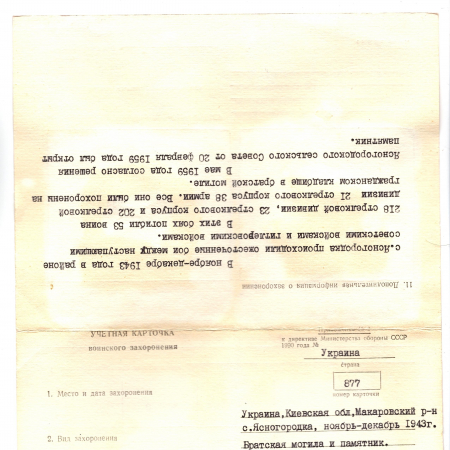 11. Дополнительная информация о захоронении
В ноябре-декабре 1943 года в районе
с.Ясногородка происходили бои ожесточенные между наступающими
советскими войсками и гитлеровскими войсками.
В этих боях погибли 53 воина
218 стрелковой дивизии, 23 стрелкового корпуса и 202 стрелковой
дивизии 21 стрелкового корпуса 38 армии. Все они были похоронены на
гражданском кладбище в братской могиле.
В мае 1959 года согласно решения
Ясногородского сельского Совета от 20 февраля 1959 года был открыт
памятник.
УЧЕТНАЯ КАРТОЧКА
воинского захоронения
к директиве Министерства обороны СССР
1990 года №
Украина
страна
877
номер карточки
1. Место и дата захоронения
Украина,Киевская обл,Макаровский р-н
с.Ясногородка, ноябрь-декабрь 1943г.
2. Вид захоронения
Братская могила и памятник.